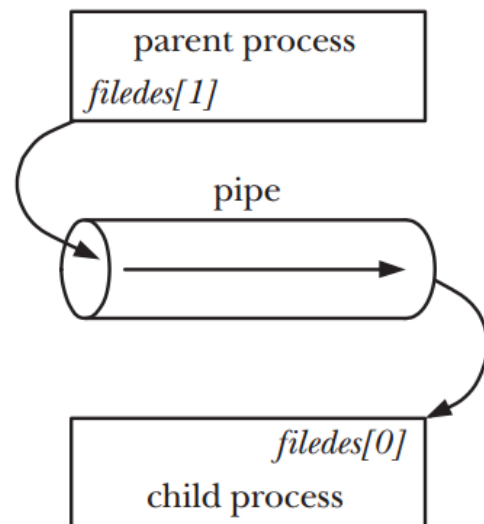 parent process
filedes[1]
pipe
filedes[0]
child process